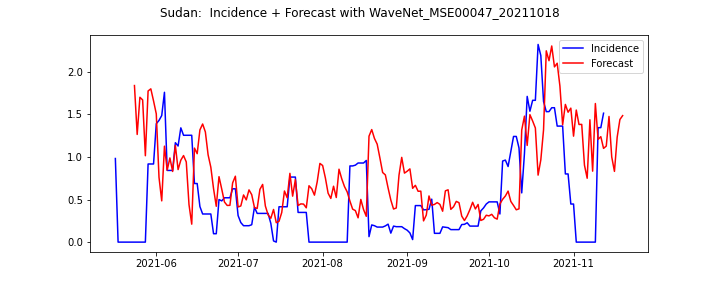 Sudan:  Incidence + Forecast with WaveNet_MSE00047_20211018
Incidence
Forecast
2.0
1.5
1.0
0.5
0.0
2021-06 2021-07 2021-08 2021-09 2021-10 2021-11